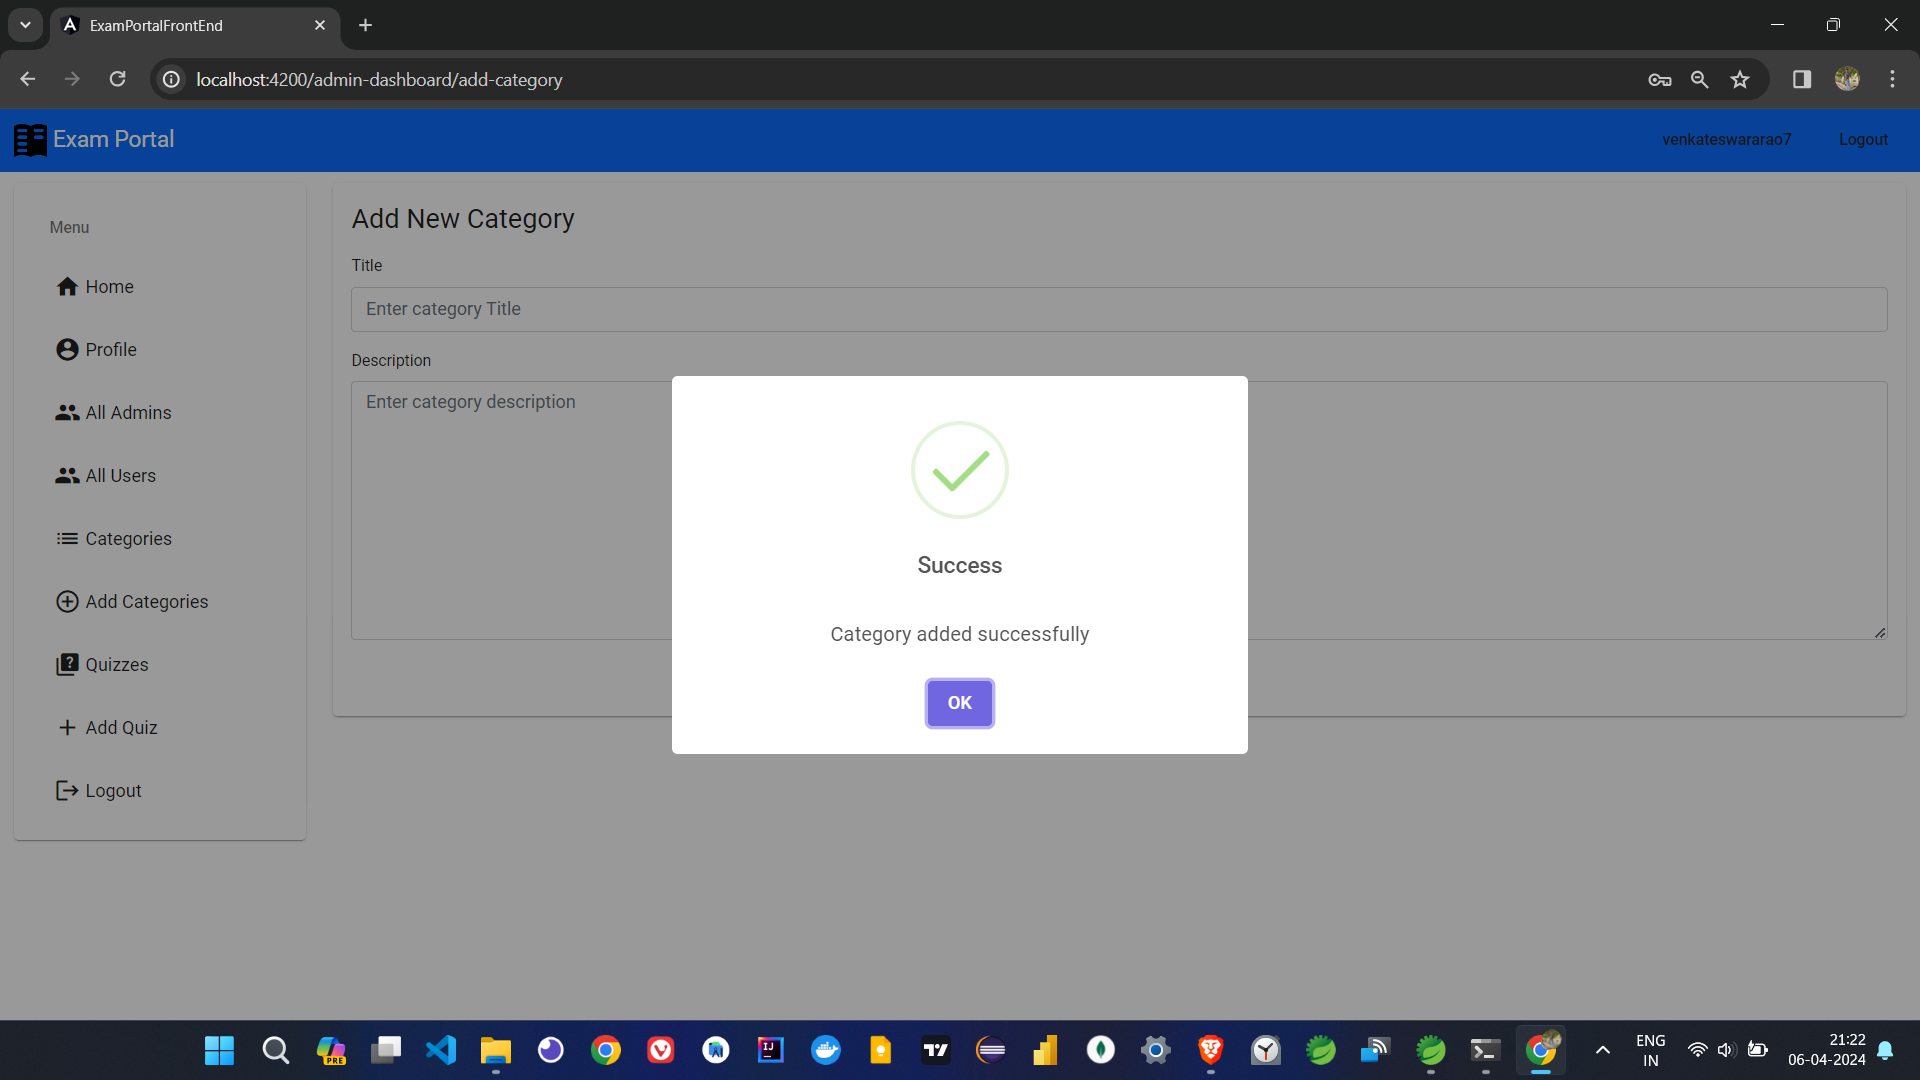 ExamPortalFrontEnd
localhost:4200/admin-dashboard/add-category
Exam Portal
venkateswararao7
Logout
Menu
Home
Profile
All Admins
All Users
Categories
Add Categories
Quizzes
Add Quiz
Logout
Add New Category
Title
Enter category Title
Description
Enter category description
Success
Category added successfully
OK
PRE
IJ
ENG
IN
21:22
06-04-2024